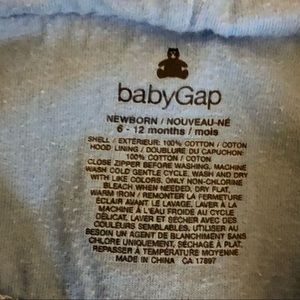 babyGap
NEWBORN / NOUVEAU-NÉ
6 - 12 months / mois
SHELL / EXTÉRIEUR: 100% COTTON / COTON
HOOD LINING / DOUBLURE DU CAPUCHON
100% COTTON / COTON
CLOSE ZIPPER BEFORE WASHING, MACHINE
WASH COLD GENTLE CYCLE, WASH AND DRY
WITH LIKE COLORS, ONLY NON-CHLORINE
BLEACH WHEN NEEDED, DRY FLAT,
WARM IRON / REMONTER LA FERMETURE
ÉCLAIR AVANT LE LAVAGE, LAVER À LA
MACHINE À L'EAU FROIDE AU CYCLE
DÉLICAT, LAVER ET SÉCHER AVEC DES
COULEURS SEMBLABLES, UTILISER AU
BESOIN UN AGENT DE BLANCHIMENT SANS
CHLORE UNIQUEMENT, SÉCHAGE À PLAT,
REPASSER À TEMPÉRATURE MOYENNE
MADE IN CHINA CA 17897